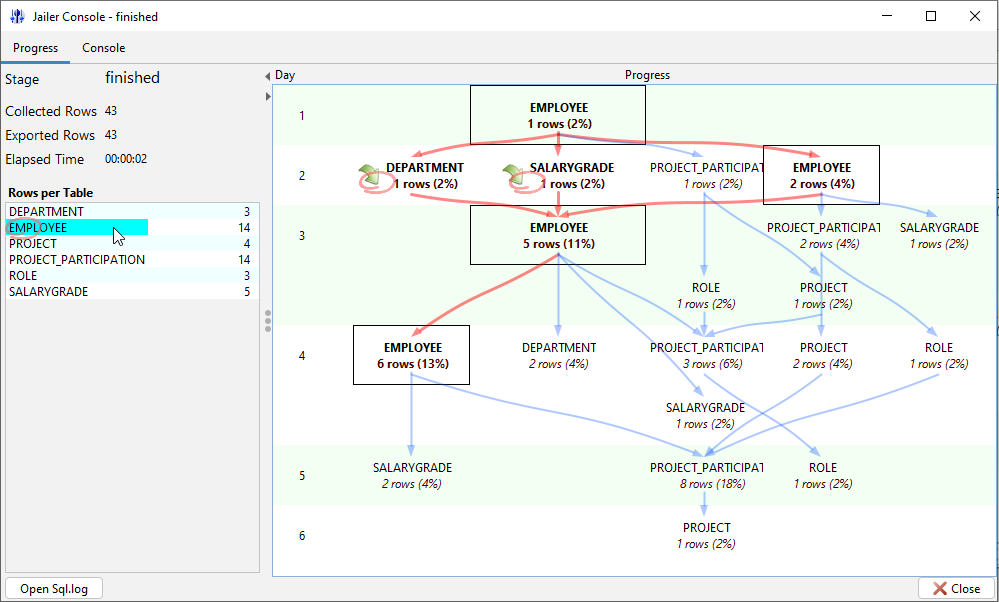 Jailer Console - finished
Progress Console
Stage finished
Collected Rows 43
Exported Rows 43
Elapsed Time 00:00:02
Rows per Table
DEPARTMENT 3
EMPLOYEE 14
PROJECT 4
PROJECT_PARTICIPATION 14
ROLE 3
SALARYGRADE 5
Open Sql.log
Day Progress
1
EMPLOYEE
1 rows (2%)
2
DEPARTMENT SALARYGRADE PROJECT_PARTICIPAT EMPLOYEE
1 rows (2%) 1 rows (2%) 1 rows (2%) 2 rows (4%)
3
EMPLOYEE PROJECT_PARTICIPAT SALARYGRADE
5 rows (11%) 2 rows (4%) 1 rows (2%)
ROLE PROJECT
1 rows (2%) 1 rows (2%)
4
EMPLOYEE DEPARTMENT PROJECT_PARTICIPAT PROJECT ROLE
6 rows (13%) 2 rows (4%) 3 rows (6%) 2 rows (4%) 1 rows (2%)
SALARYGRADE
1 rows (2%)
5
SALARYGRADE PROJECT_PARTICIPAT ROLE
2 rows (4%) 8 rows (18%) 1 rows (2%)
6
PROJECT
1 rows (2%)
Close